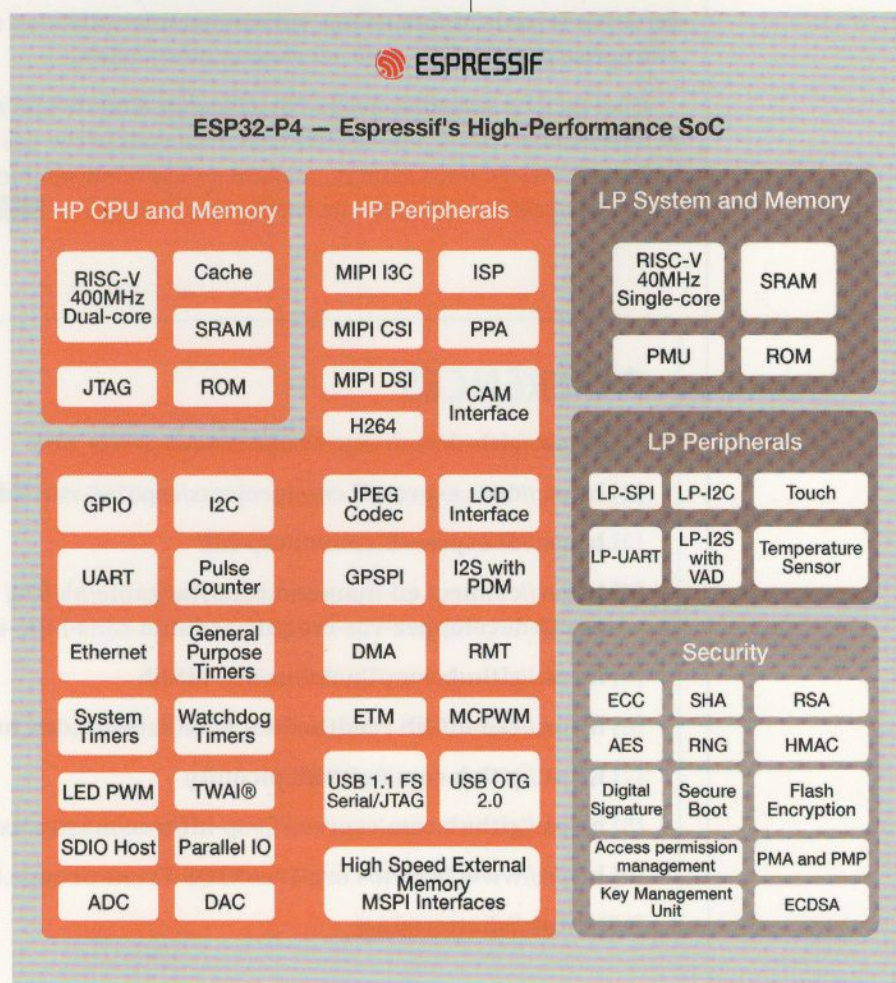 ESPRESSIF
ESP32-P4 — Espressif's High-Performance SoC
HP CPU and Memory
RISC-V
400MHz
Dual-core
Cache
SRAM
JTAG
ROM
HP Peripherals
MIPI I3C
ISP
MIPI CSI
PPA
MIPI DSI
CAM
Interface
H264
GPIO
I2C
JPEG
Codec
LCD
Interface
UART
Pulse
Counter
GPSPI
I2S with
PDM
Ethernet
General
Purpose
Timers
DMA
RMT
System
Timers
Watchdog
Timers
ETM
MCPWM
LED PWM
TWAI®
USB 1.1 FS
Serial/JTAG
USB OTG
2.0
SDIO Host
Parallel IO
High Speed External
Memory
MSPI Interfaces
ADC
DAC
LP System and Memory
RISC-V
40MHz
Single-core
SRAM
PMU
ROM
LP Peripherals
LP-SPI
LP-I2C
Touch
LP-UART
LP-I2S
with
VAD
Temperature
Sensor
Security
ECC
SHA
RSA
AES
RNG
HMAC
Digital
Signature
Secure
Boot
Flash
Encryption
Access permission
management
PMA and PMP
Key Management
Unit
ECDSA